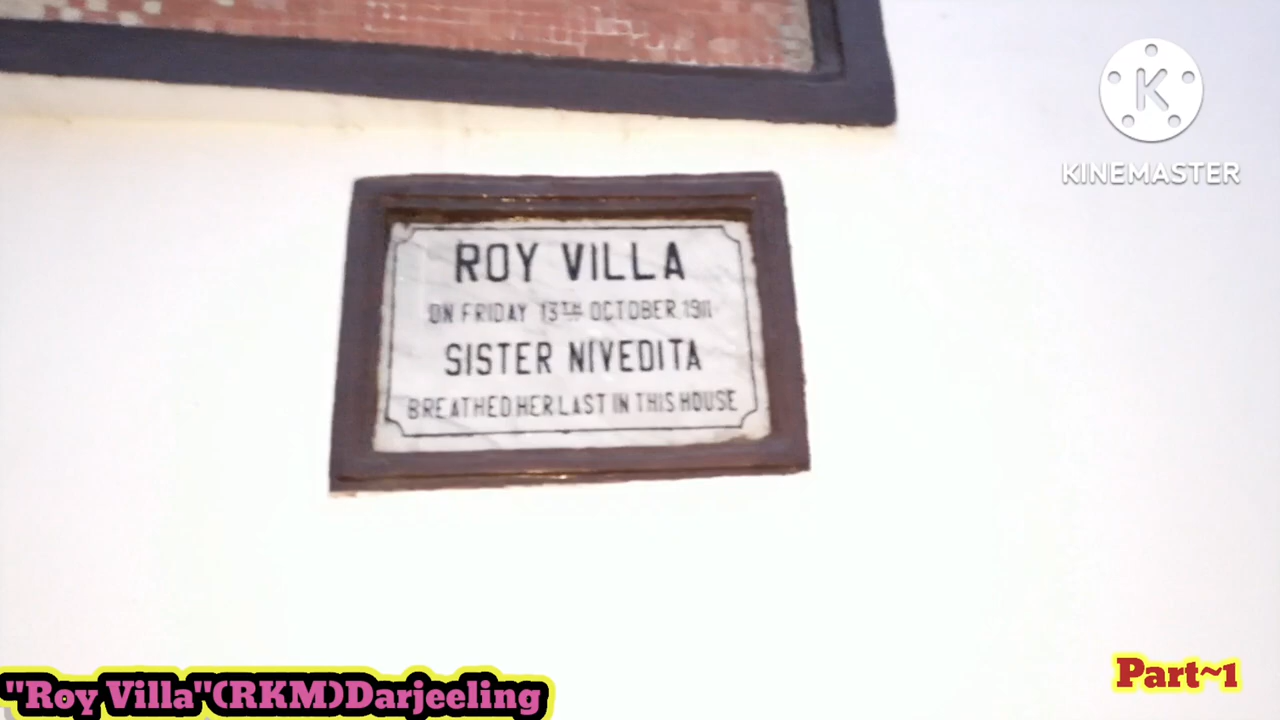 K
KINEMASTER
ROY VILLA
ON FRIDAY 13TH OCTOBER 1911
SISTER NIVEDITA
BREATHED HER LAST IN THIS HOUSE
"Roy Villa"(RKM)Darjeeling
Part~1